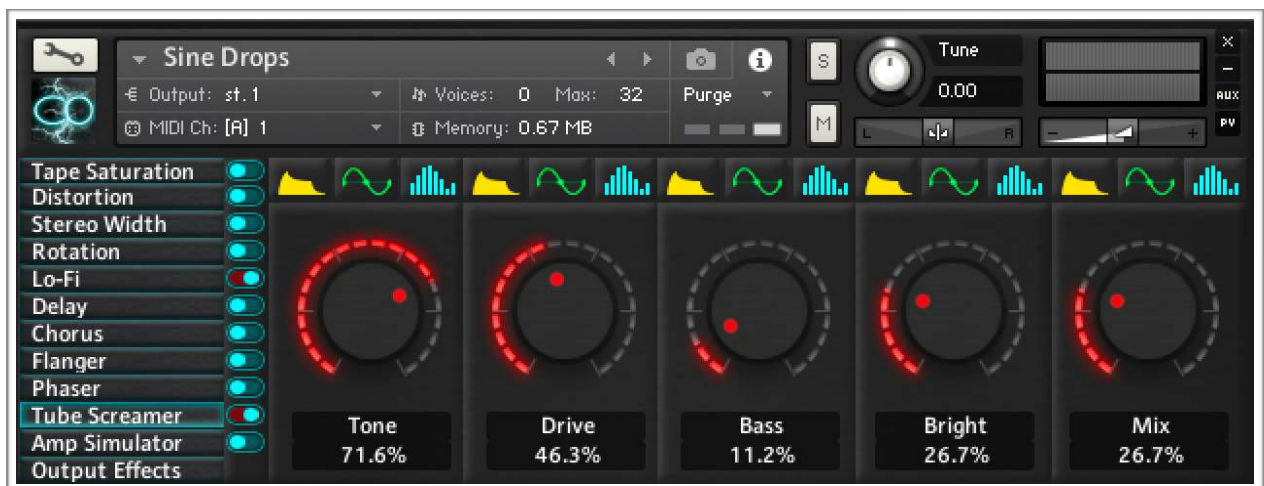 Sine Drops
Output: st.1
Voices: 0 Max: 32
Purge
MIDI Ch: [A] 1
Memory: 0.67 MB
S
M
Tune
0.00
L R
- +
×
−
AUX
PV
Tape Saturation
Distortion
Stereo Width
Rotation
Lo-Fi
Delay
Chorus
Flanger
Phaser
Tube Screamer
Amp Simulator
Output Effects
Tone
71.6%
Drive
46.3%
Bass
11.2%
Bright
26.7%
Mix
26.7%